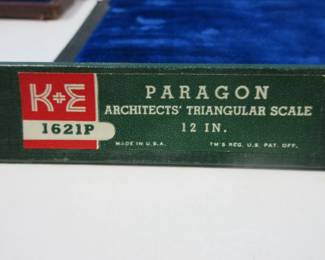 K+E
1621P
PARAGON
ARCHITECTS' TRIANGULAR SCALE
12 IN.
MADE IN U.S.A. TM'S REG. U.S. PAT. OFF.